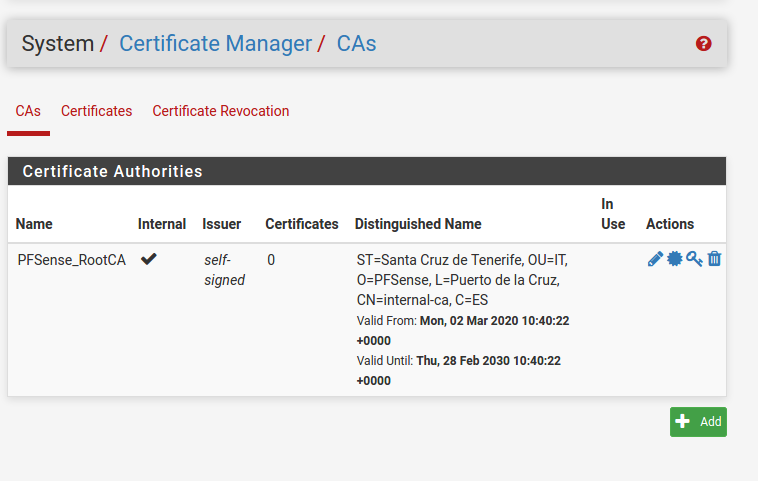 System / Certificate Manager / CAs
CAs Certificates Certificate Revocation
Certificate Authorities
Name Internal Issuer Certificates Distinguished Name In Use Actions
PFSense_RootCA self-signed 0 ST=Santa Cruz de Tenerife, OU=IT,
O=PFSense, L=Puerto de la Cruz,
CN=internal-ca, C=ES
Valid From: Mon, 02 Mar 2020 10:40:22
+0000
Valid Until: Thu, 28 Feb 2030 10:40:22
+0000
Add